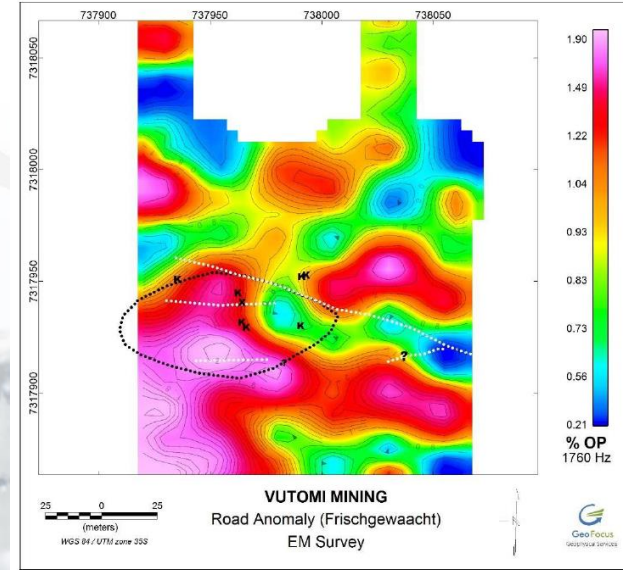 737900 737950 738000 738050
7318050
7318000
7317950
7317900
1.90
1.49
1.22
1.04
0.93
0.83
0.73
0.56
0.21
% OP
1760 Hz
K
K K
K
K
K
K
K
?
?
25 0 25
(meters)
WGS 84 / UTM zone 35S
VUTOMI MINING
Road Anomaly (Frischgewaacht)
EM Survey
GeoFocus
Geophysical Services